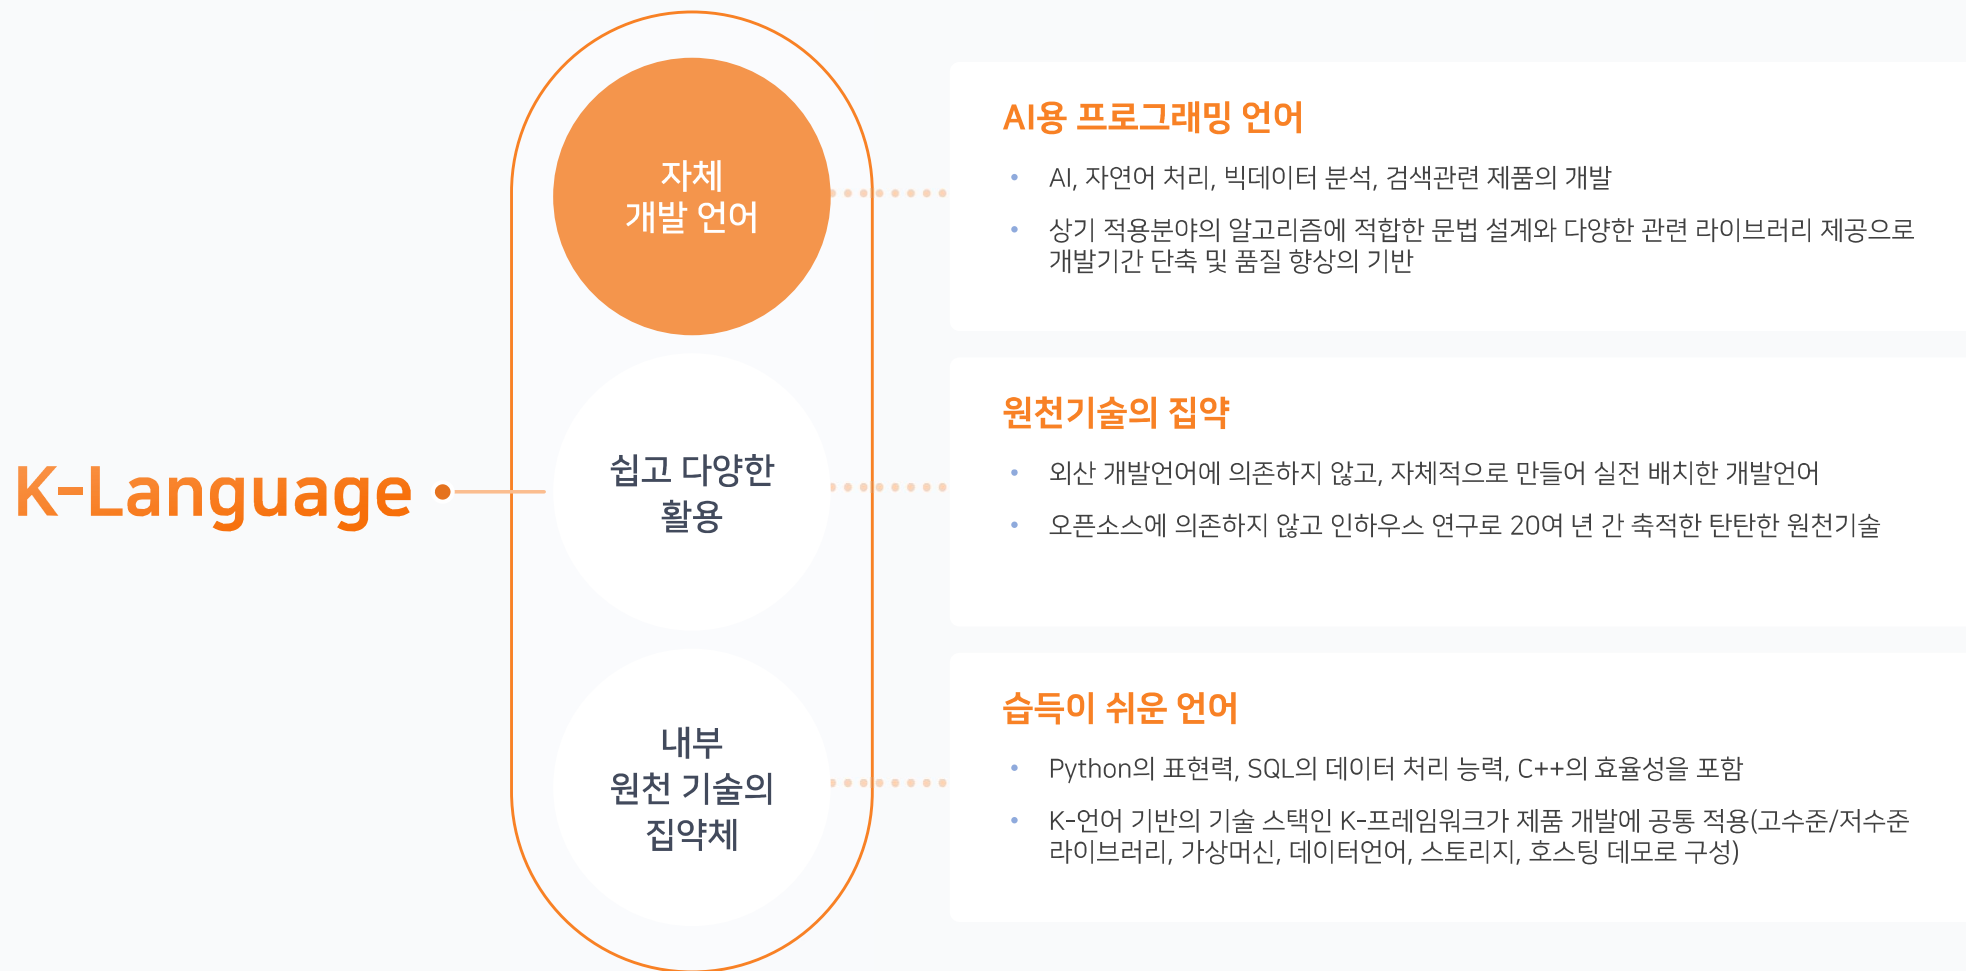 K-Language
자체
개발 언어
AI용 프로그래밍 언어
• AI, 자연어 처리, 빅데이터 분석, 검색관련 제품의 개발
• 상기 적용분야의 알고리즘에 적합한 문법 설계와 다양한 관련 라이브러리 제공으로
개발기간 단축 및 품질 향상의 기반
쉽고 다양한
활용
원천기술의 집약
• 외산 개발언어에 의존하지 않고, 자체적으로 만들어 실전 배치한 개발언어
• 오픈소스에 의존하지 않고 인하우스 연구로 20여 년 간 축적한 탄탄한 원천기술
내부
원천 기술의
집약체
습득이 쉬운 언어
• Python의 표현력, SQL의 데이터 처리 능력, C++의 효율성을 포함
• K-언어 기반의 기술 스택인 K-프레임워크가 제품 개발에 공통 적용(고수준/저수준
라이브러리, 가상머신, 데이터언어, 스토리지, 호스팅 데모로 구성)